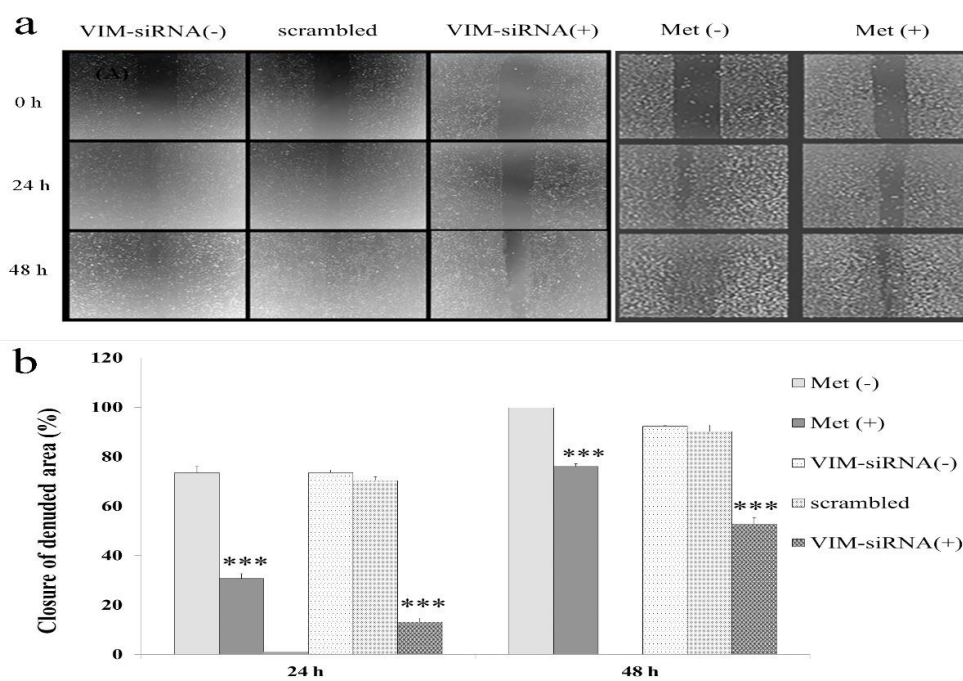 a
VIM-siRNA(-) scrambled VIM-siRNA(+) Met (-) Met (+)
(A)
0 h
24 h
48 h
b
Closure of denuded area (%)
120
100
80
60
40
20
0
***
***
***
***
24 h 48 h
Met (-)
Met (+)
VIM-siRNA(-)
scrambled
VIM-siRNA(+)